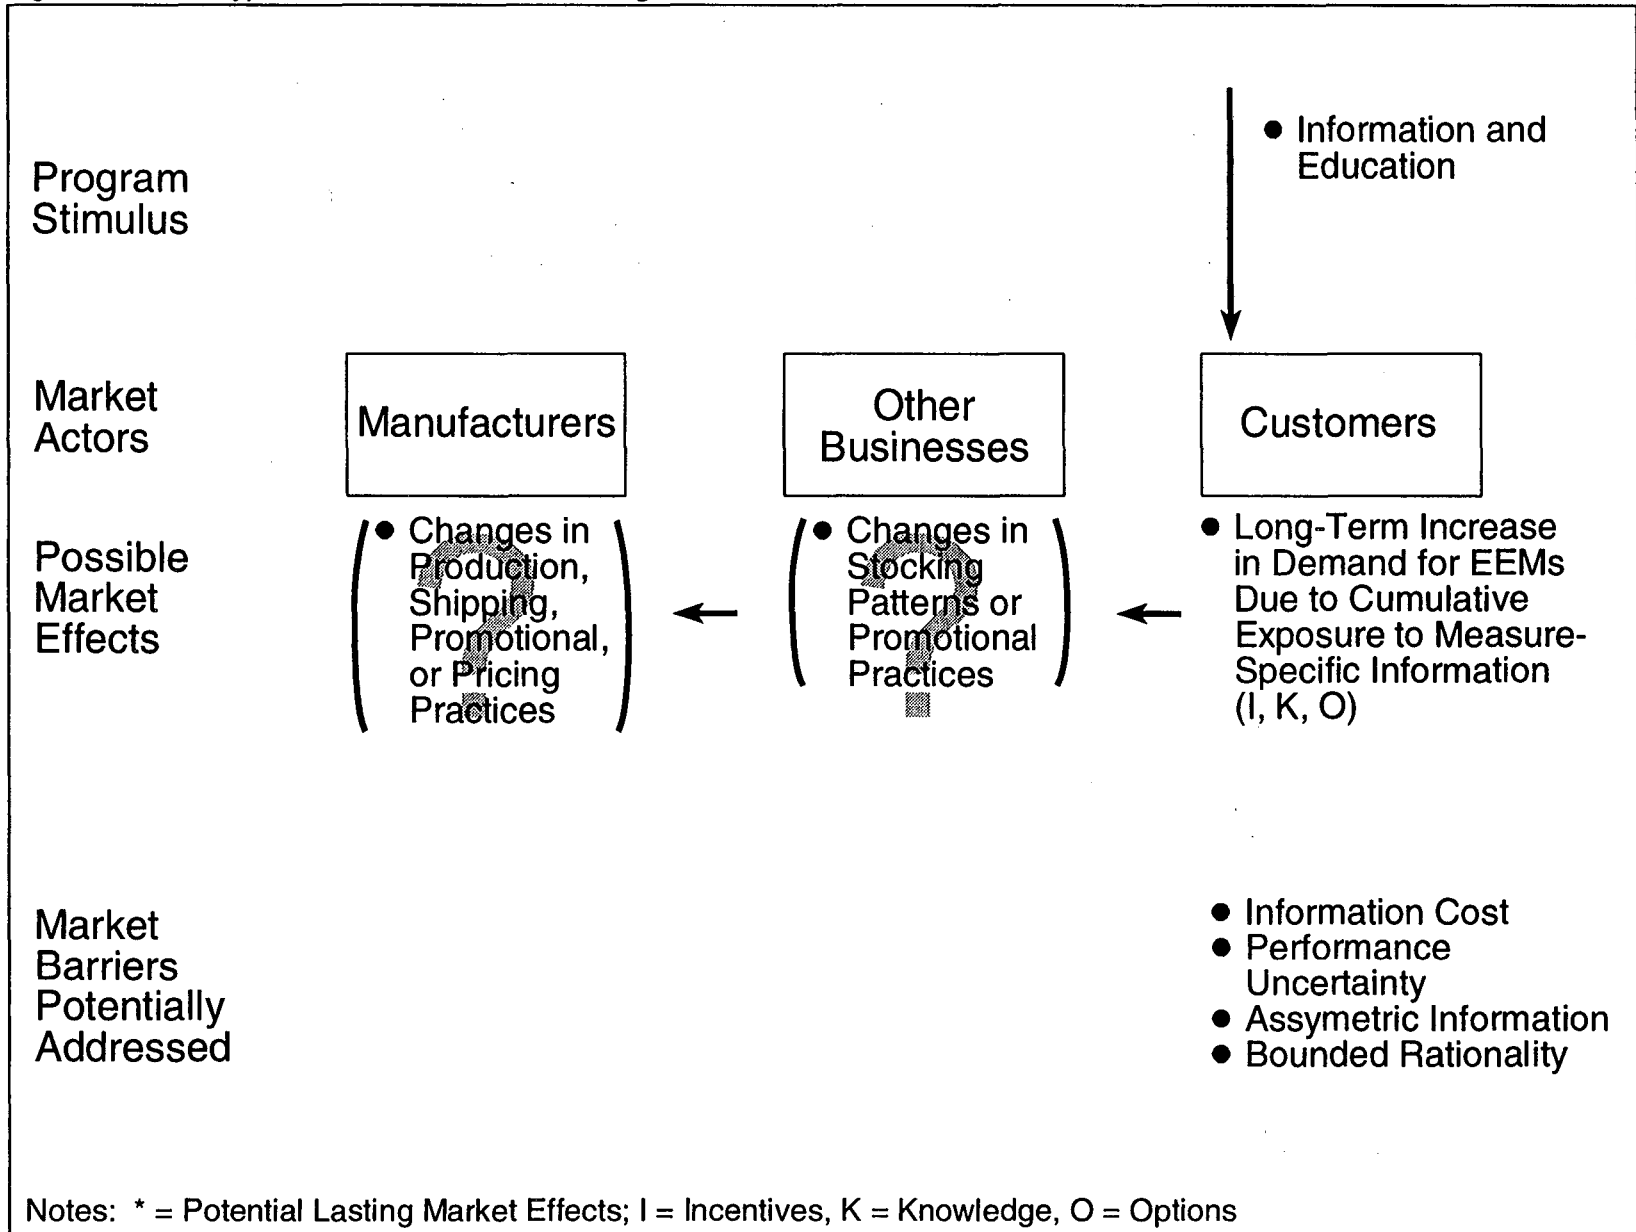 ● Information and
Education
Program
Stimulus
Market
Actors
Manufacturers
Other
Businesses
Customers
Possible
Market
Effects
● Changes in
Production,
Shipping,
Promotional,
or Pricing
Practices
● Changes in
Stocking
Patterns or
Promotional
Practices
● Long-Term Increase
in Demand for EEMs
Due to Cumulative
Exposure to Measure-
Specific Information
(I, K, O)
Market
Barriers
Potentially
Addressed
● Information Cost
● Performance
Uncertainty
● Assymetric Information
● Bounded Rationality
Notes: * = Potential Lasting Market Effects; I = Incentives, K = Knowledge, O = Options